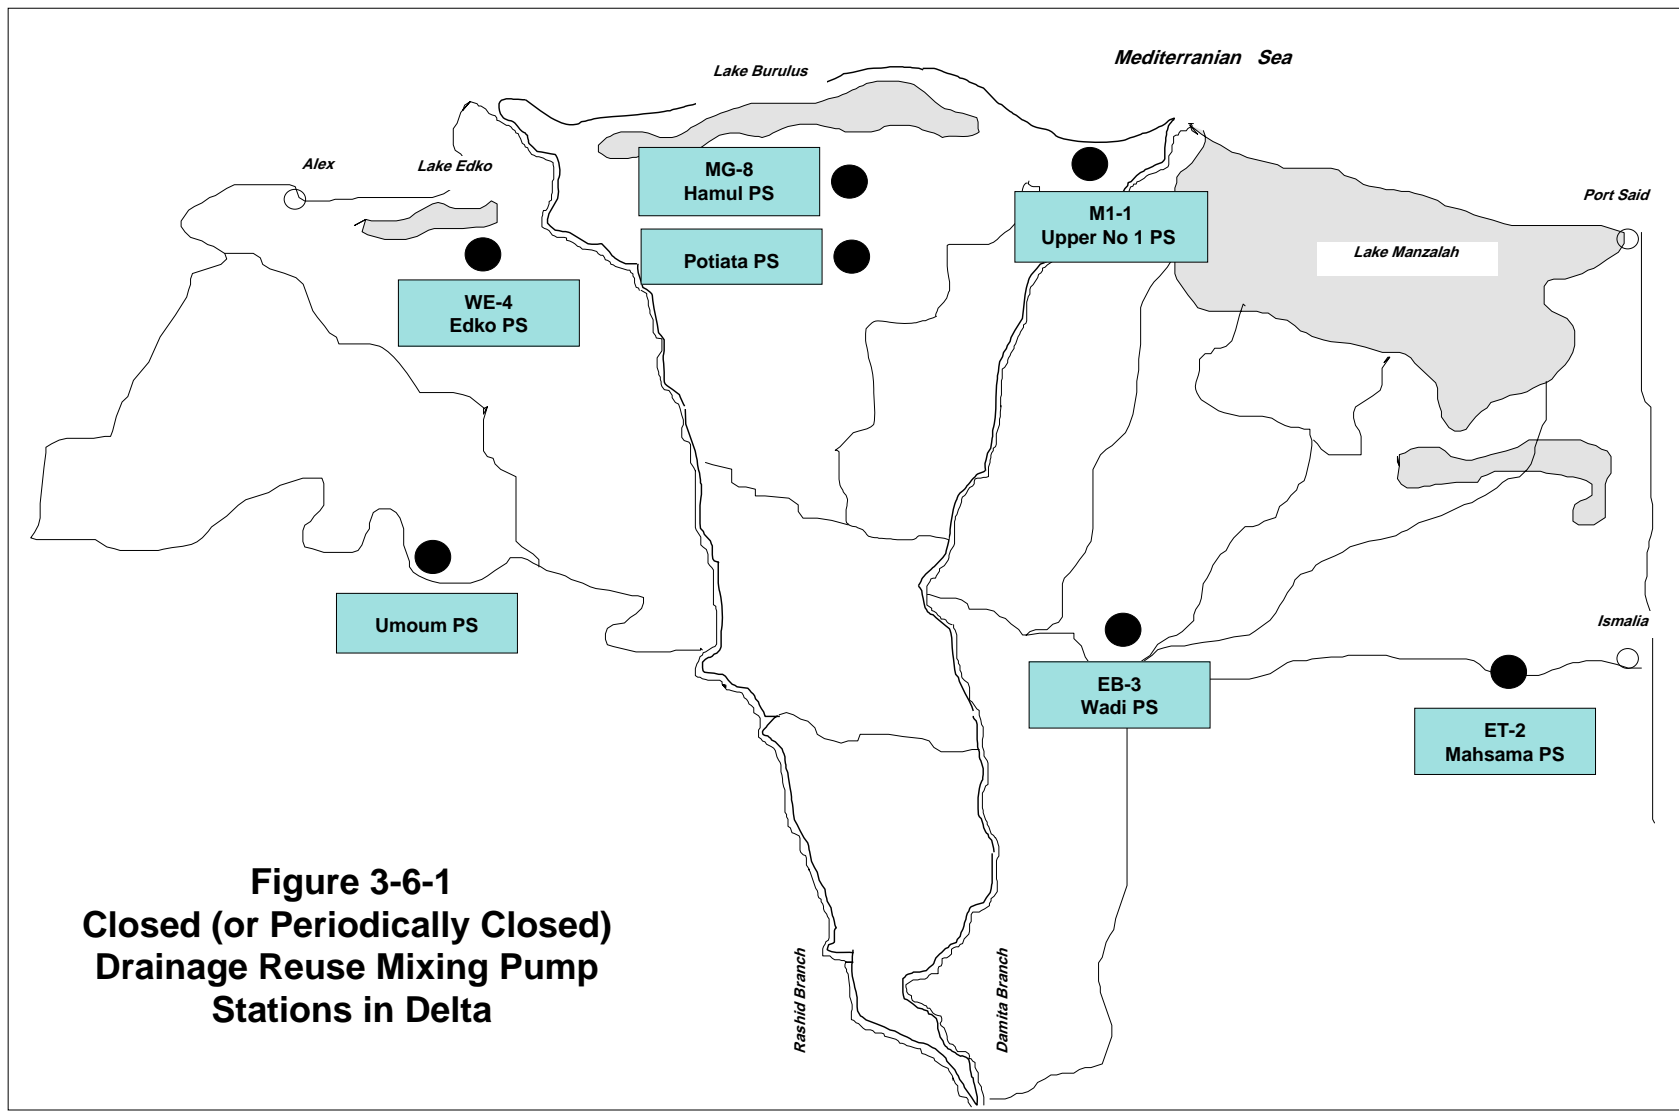 Mediterranian Sea
Lake Burulus
Alex
Lake Edko
MG-8
Hamul PS
Port Said
M1-1
Upper No 1 PS
Potiata PS
Lake Manzalah
WE-4
Edko PS
Umoum PS
Ismalia
EB-3
Wadi PS
ET-2
Mahsama PS
Figure 3-6-1
Closed (or Periodically Closed)
Drainage Reuse Mixing Pump
Stations in Delta
Rashid Branch
Damita Branch